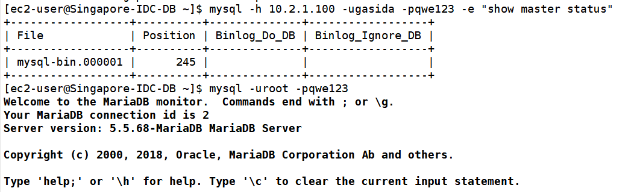 [ec2-user@Singapore-IDC-DB ~]$ mysql -h 10.2.1.100 -ugasida -pqwe123 -e "show master status"
+------------------+----------+--------------+------------------+
| File             | Position | Binlog_Do_DB | Binlog_Ignore_DB |
+------------------+----------+--------------+------------------+
| mysql-bin.000001 |      245 |              |                  |
+------------------+----------+--------------+------------------+
[ec2-user@Singapore-IDC-DB ~]$ mysql -uroot -pqwe123
Welcome to the MariaDB monitor.  Commands end with ; or \g.
Your MariaDB connection id is 2
Server version: 5.5.68-MariaDB MariaDB Server
Copyright (c) 2000, 2018, Oracle, MariaDB Corporation Ab and others.
Type 'help;' or '\h' for help. Type '\c' to clear the current input statement.